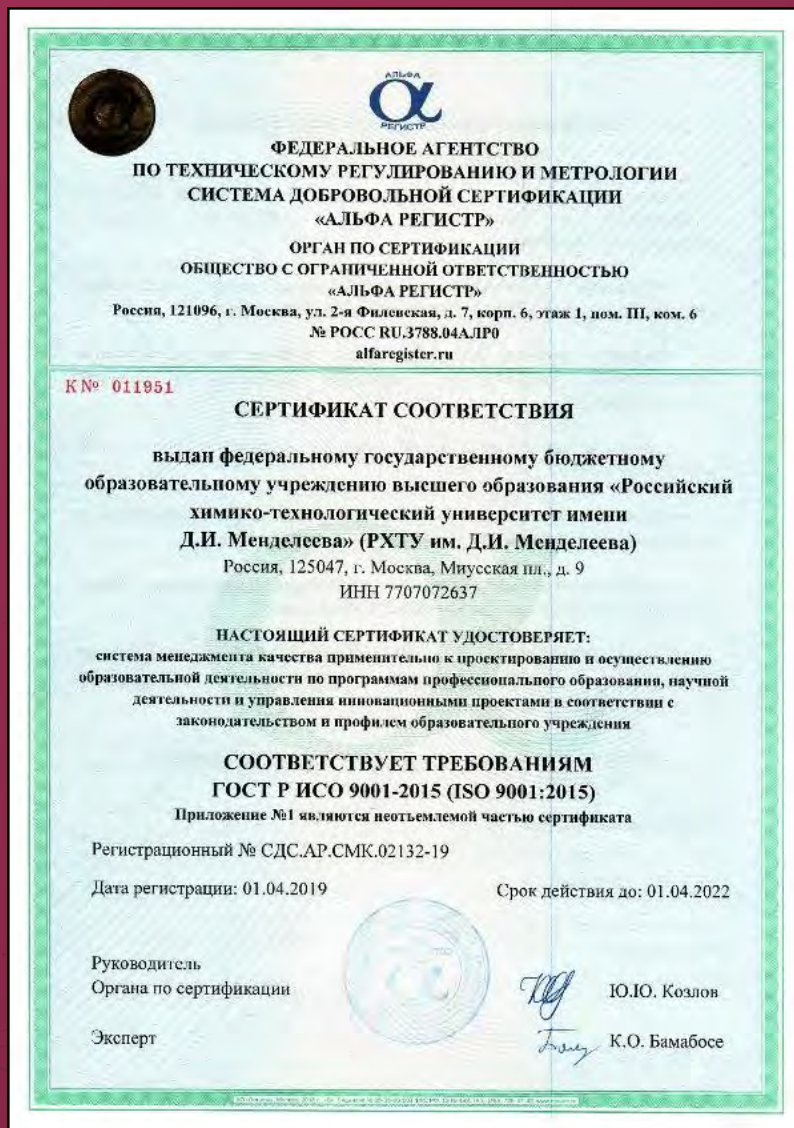 АЛЬФА
РЕГИСТР
ФЕДЕРАЛЬНОЕ АГЕНТСТВО
ПО ТЕХНИЧЕСКОМУ РЕГУЛИРОВАНИЮ И МЕТРОЛОГИИ
СИСТЕМА ДОБРОВОЛЬНОЙ СЕРТИФИКАЦИИ
«АЛЬФА РЕГИСТР»
ОРГАН ПО СЕРТИФИКАЦИИ
ОБЩЕСТВО С ОГРАНИЧЕННОЙ ОТВЕТСТВЕННОСТЬЮ
«АЛЬФА РЕГИСТР»
Россия, 121096, г. Москва, ул. 2-я Филевская, д. 7, корп. 6, этаж 1, пом. III, ком. 6
№ РОСС RU.3788.04АЛР0
alfaregister.ru
К № 011951
СЕРТИФИКАТ СООТВЕТСТВИЯ
выдан федеральному государственному бюджетному
образовательному учреждению высшего образования «Российский
химико-технологический университет имени
Д.И. Менделеева» (РХТУ им. Д.И. Менделеева)
Россия, 125047, г. Москва, Миусская пл., д. 9
ИНН 7707072637
НАСТОЯЩИЙ СЕРТИФИКАТ УДОСТОВЕРЯЕТ:
система менеджмента качества применительно к проектированию и осуществлению
образовательной деятельности по программам профессионального образования, научной
деятельности и управления инновационными проектами в соответствии с
законодательством и профилем образовательного учреждения
СООТВЕТСТВУЕТ ТРЕБОВАНИЯМ
ГОСТ Р ИСО 9001-2015 (ISO 9001:2015)
Приложение №1 являются неотъемлемой частью сертификата
Регистрационный № СДС.АР.СМК.02132-19
Дата регистрации: 01.04.2019 Срок действия до: 01.04.2022
Руководитель
Органа по сертификации Ю.Ю. Козлов
Эксперт К.О. Бамабосе